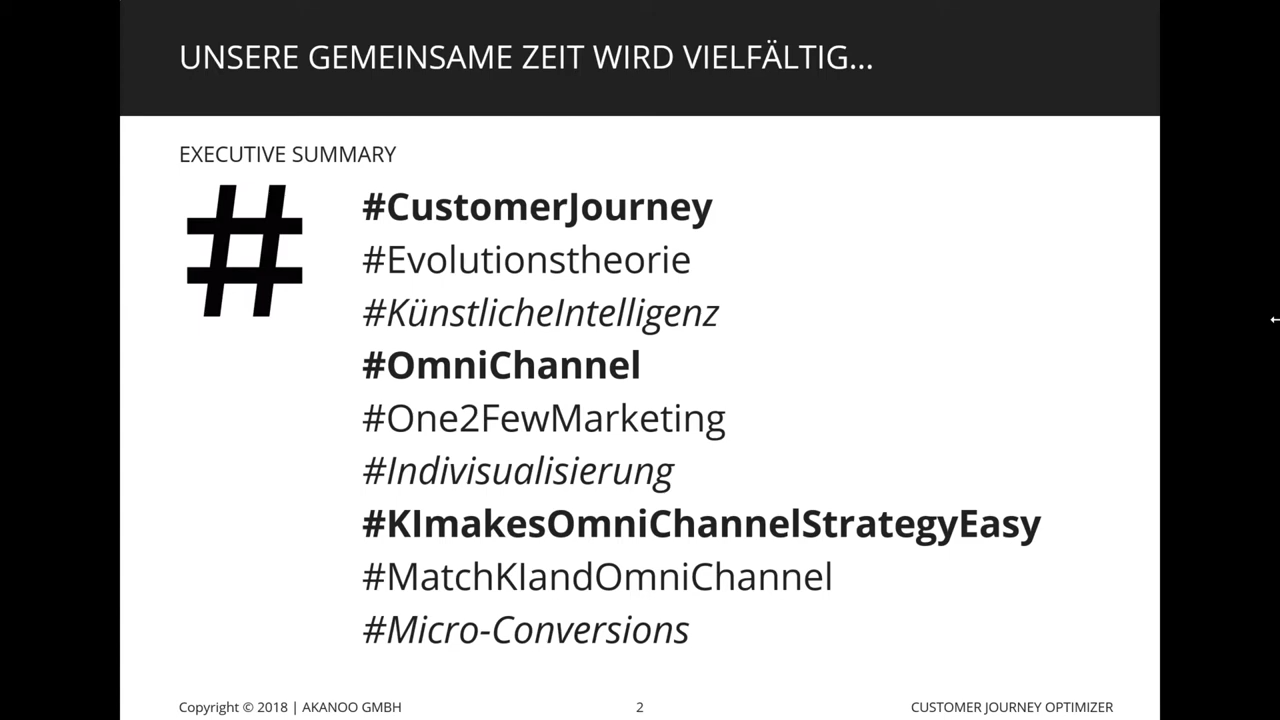 UNSERE GEMEINSAME ZEIT WIRD VIELFÄLTIG...
EXECUTIVE SUMMARY
#
#CustomerJourney
#Evolutionstheorie
#KünstlicheIntelligenz
#OmniChannel
#One2FewMarketing
#Indivisualisierung
#KImakesOmniChannelStrategyEasy
#MatchKIandOmniChannel
#Micro-Conversions
Copyright © 2018 | AKANOO GMBH
2
CUSTOMER JOURNEY OPTIMIZER